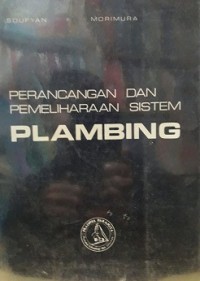 SOUFYAN MORIMURA
PERANCANGAN DAN
PEMELIHARAAN SISTEM
PLAMBING